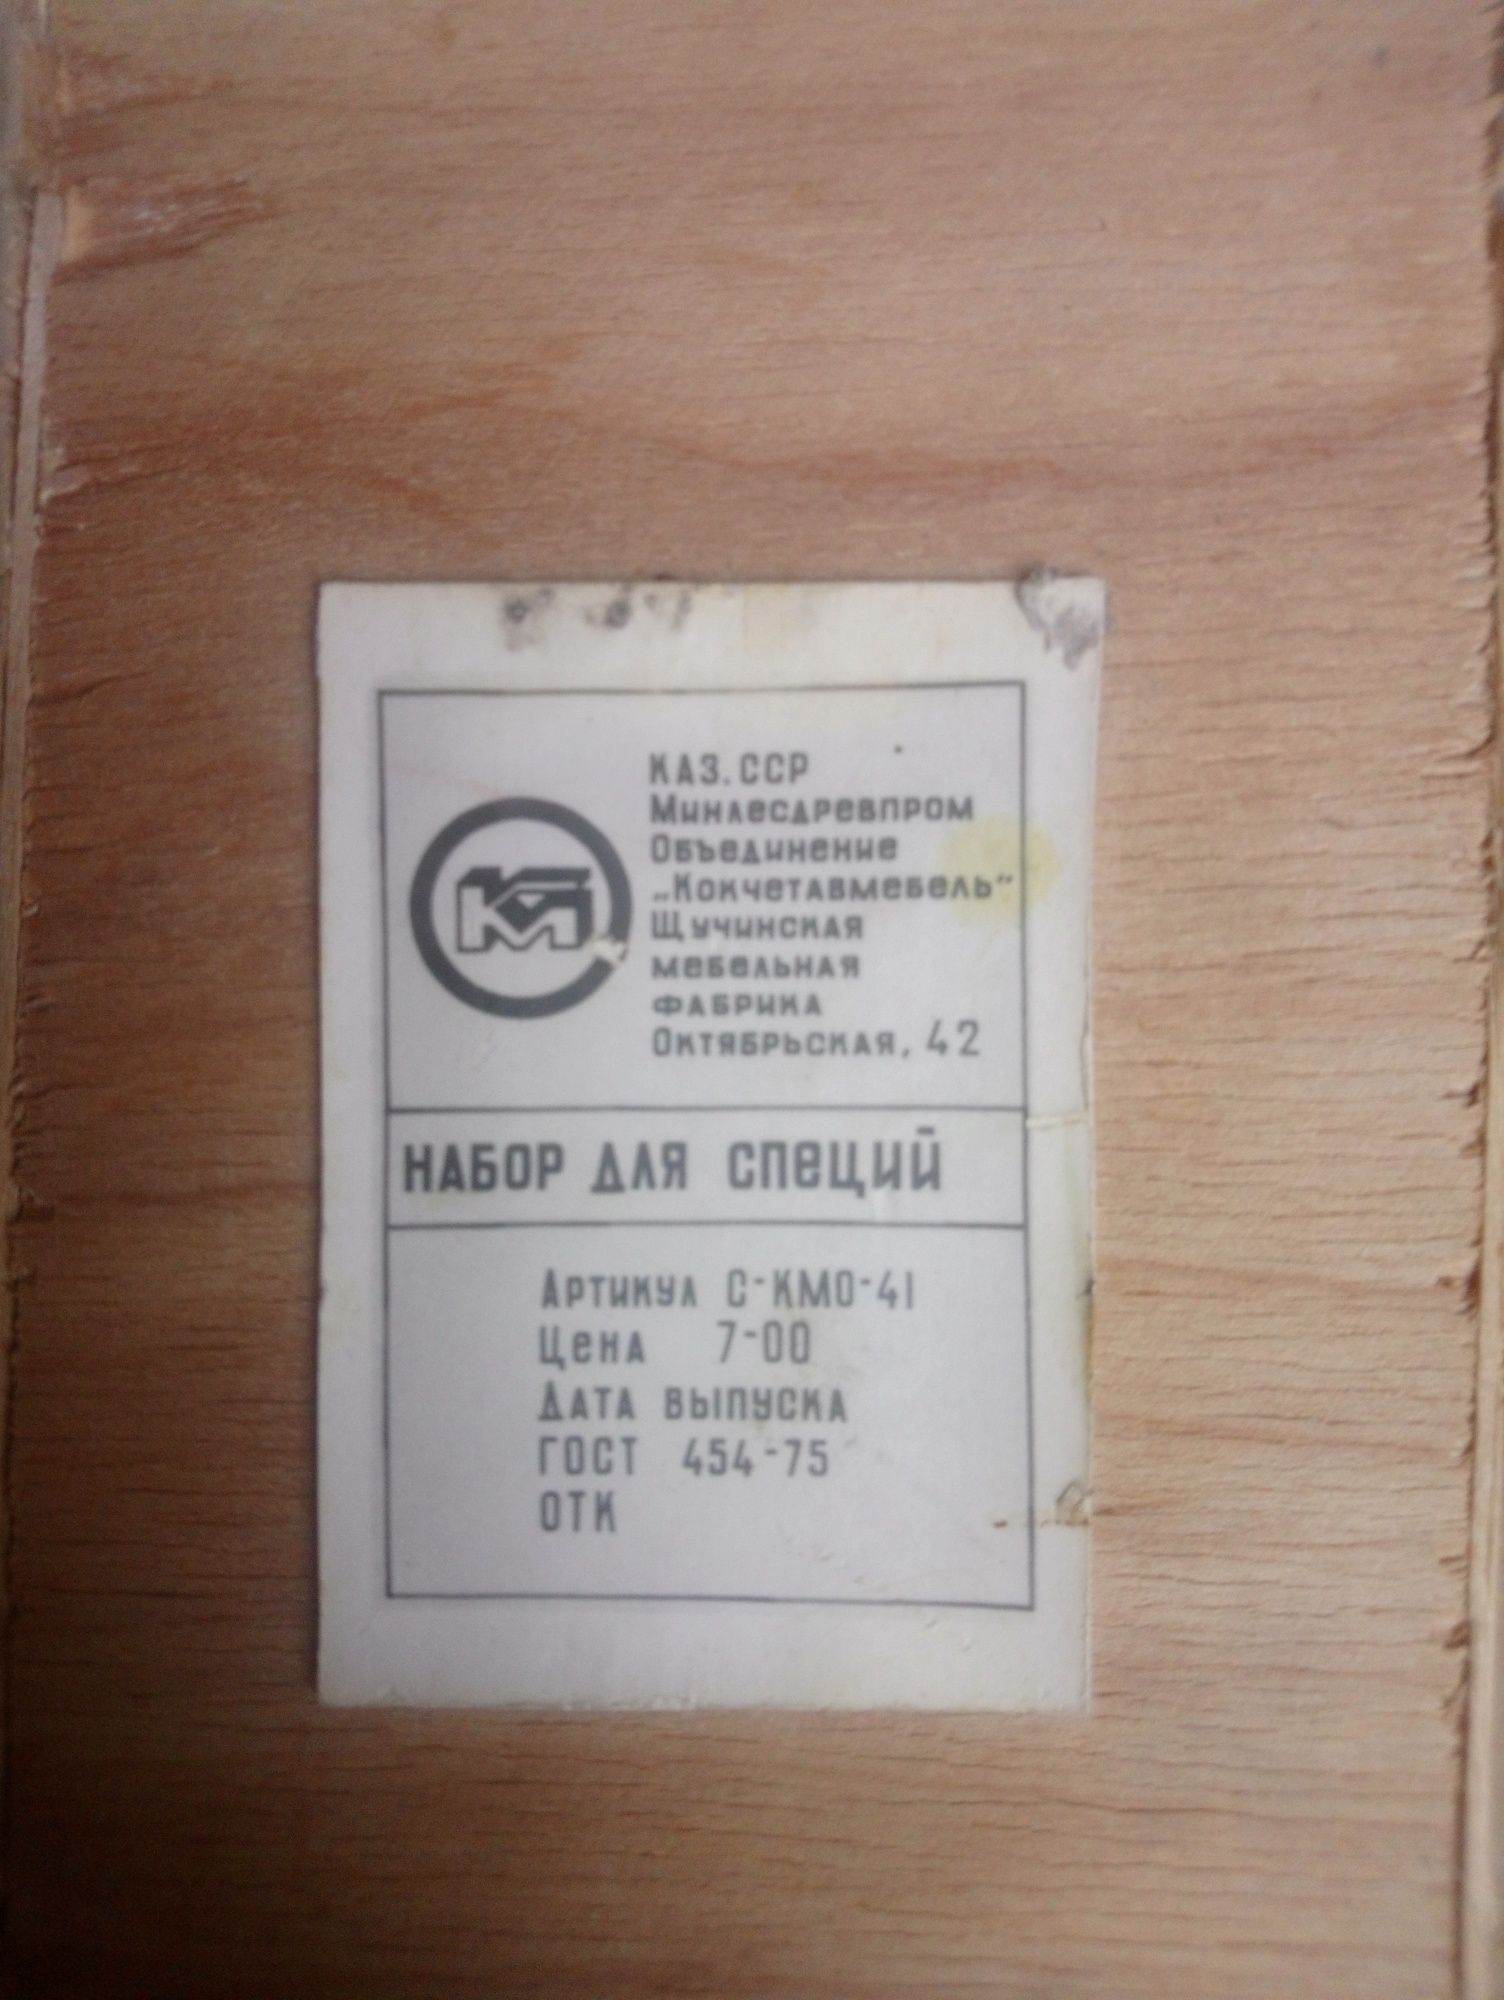 КМ
КАЗ. ССР
Минлесдревпром
Объединение
„Кокчетавмебель“
Щучинская
мебельная
фабрика
Октябрьская, 42
НАБОР ДЛЯ СПЕЦИЙ
Артикул С-КМО-41
Цена 7-00
Дата выпуска
ГОСТ 454-75
ОТК